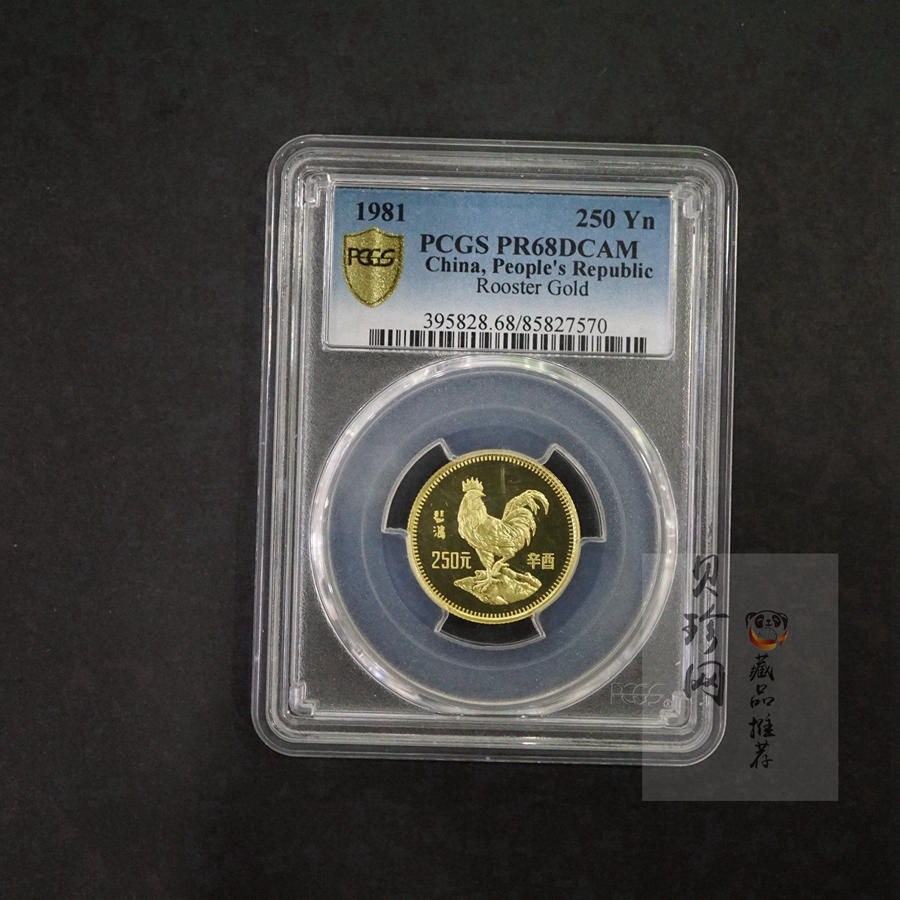 1981 250 Yn
PCGS PCGS PR68DCAM
China, People's Republic
Rooster Gold
395828.68/85827570
悲鴻
250元 辛酉
PCGS
贝珍网
藏品推荐